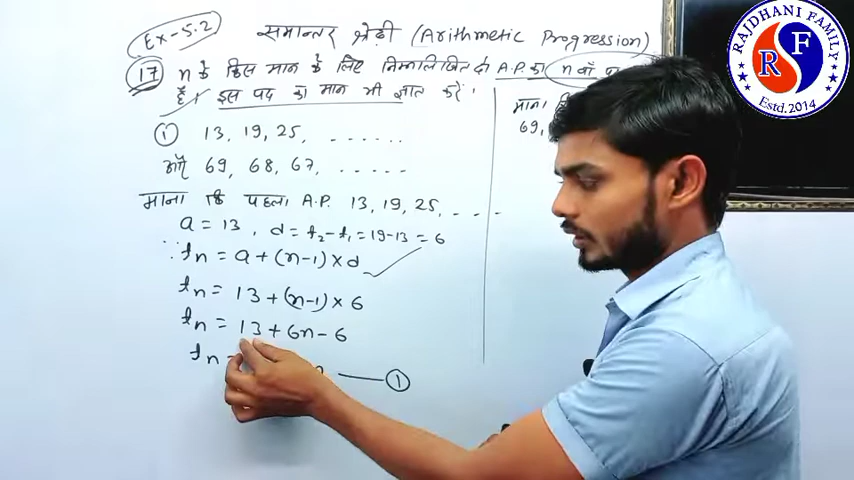 Ex-5.2
समान्तर श्रेढ़ी (Arithmetic Progression)
17 n के किस मान के लिए निम्नलिखित दो A.P. का n वाँ
है। इस पद का मान भी ज्ञात करें।
(i) 13, 19, 25, ......
और 69, 68, 67, ......
माना कि पहला A.P. 13, 19, 25, ....
a = 13, d = t₂ - t₁ = 19-13 = 6
∵ tn = a + (n-1) × d
tn = 13 + (n-1) × 6
tn = 13 + 6n - 6
tn =
—— (1)
माना
69,
RAJDHANI FAMILY
RF
Estd.2014